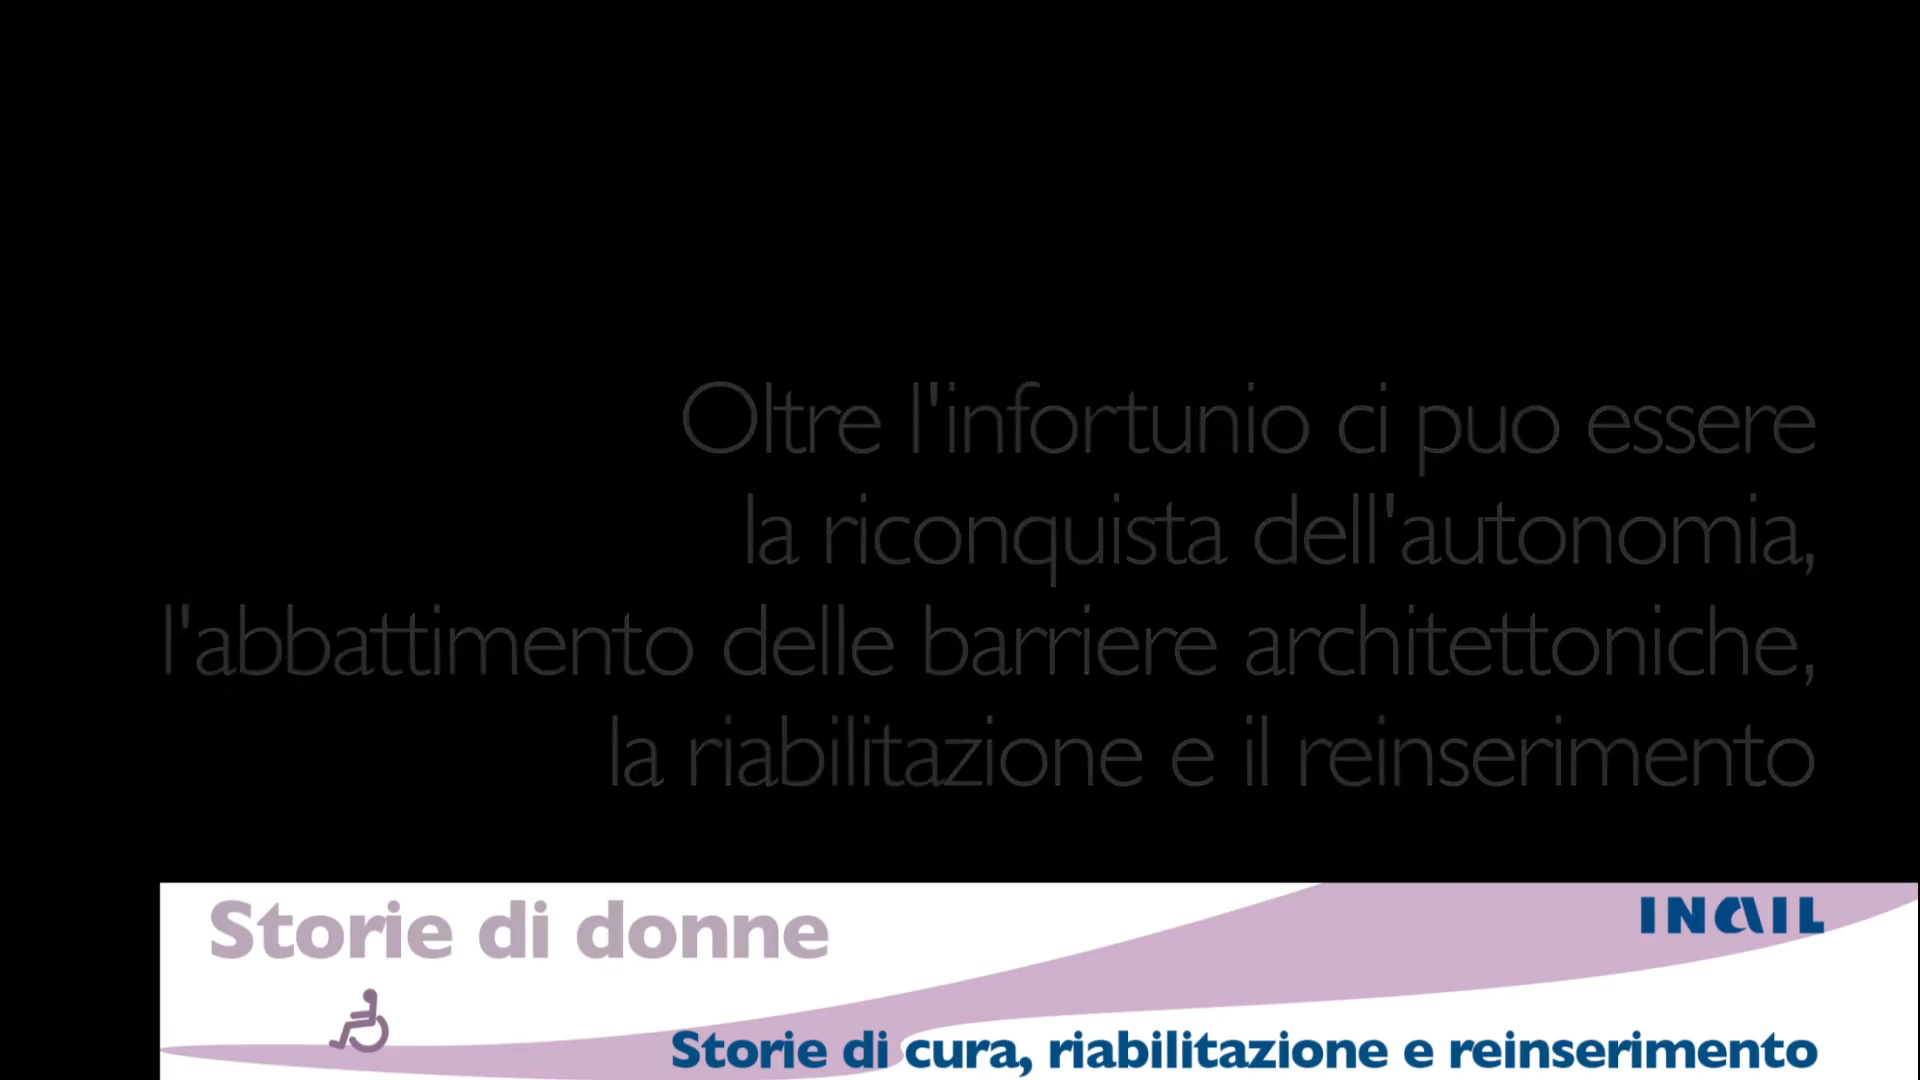 Oltre l'infortunio ci puo essere
la riconquista dell'autonomia,
l'abbattimento delle barriere architettoniche,
la riabilitazione e il reinserimento
Storie di donne
INAIL
Storie di cura, riabilitazione e reinserimento